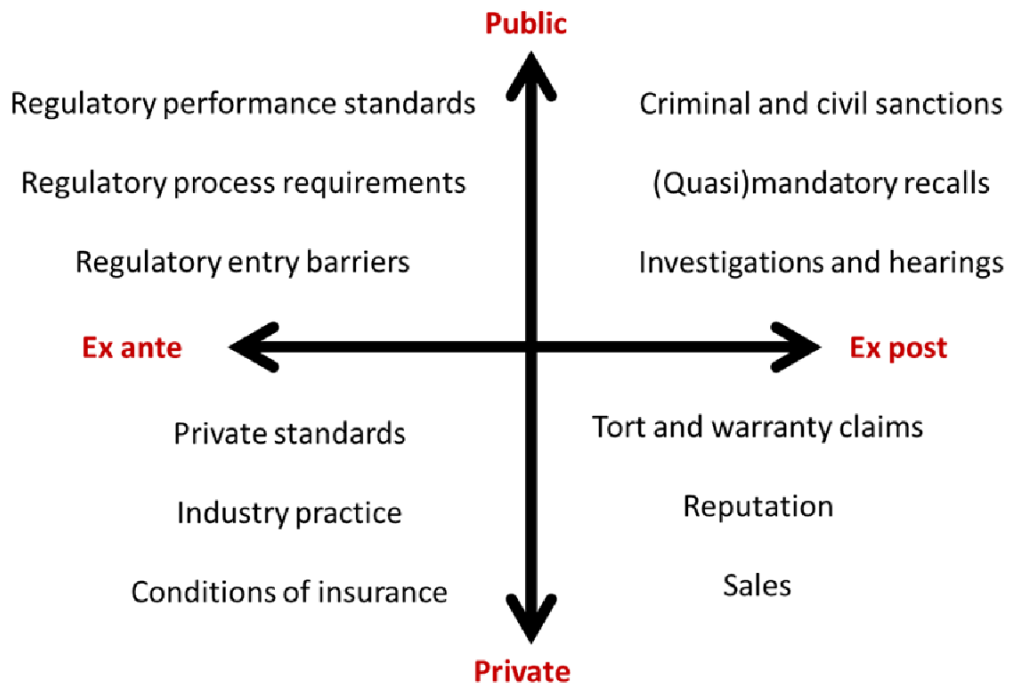 Public
Regulatory performance standards
Criminal and civil sanctions
Regulatory process requirements
(Quasi)mandatory recalls
Regulatory entry barriers
Investigations and hearings
Ex ante
Ex post
Private standards
Tort and warranty claims
Industry practice
Reputation
Conditions of insurance
Sales
Private